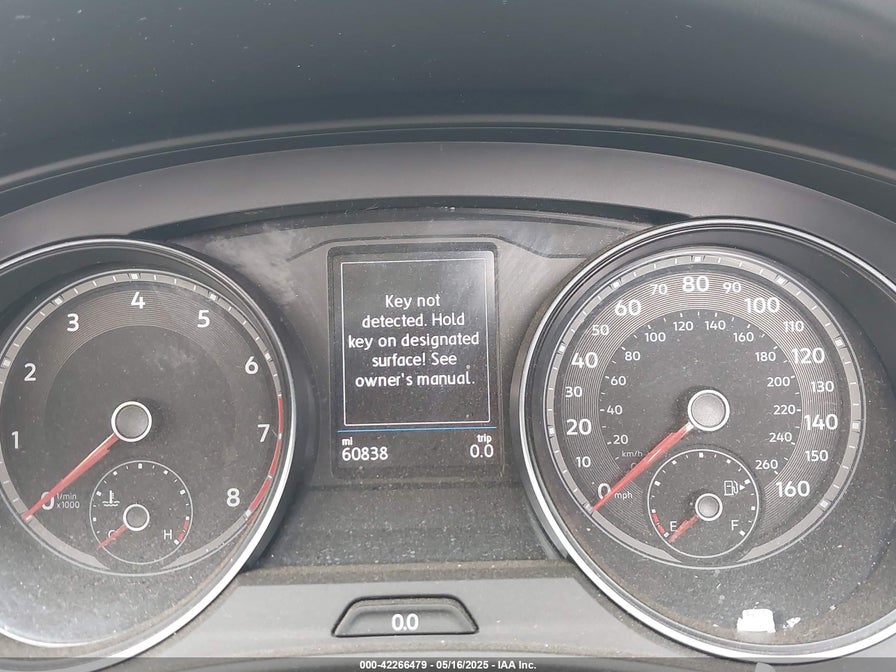 Key not
detected. Hold
key on designated
surface! See
owner's manual.
mi
60838
trip
0.0
0
1
2
3
4
5
6
7
8
1/min
x1000
H
0
10
20
30
40
50
60
70
80
90
100
110
120
130
140
150
160
mph
km/h
20
40
60
80
100
120
140
160
180
200
220
240
260
E
F
0.0
000-42266479 - 05/16/2025 - IAA Inc.